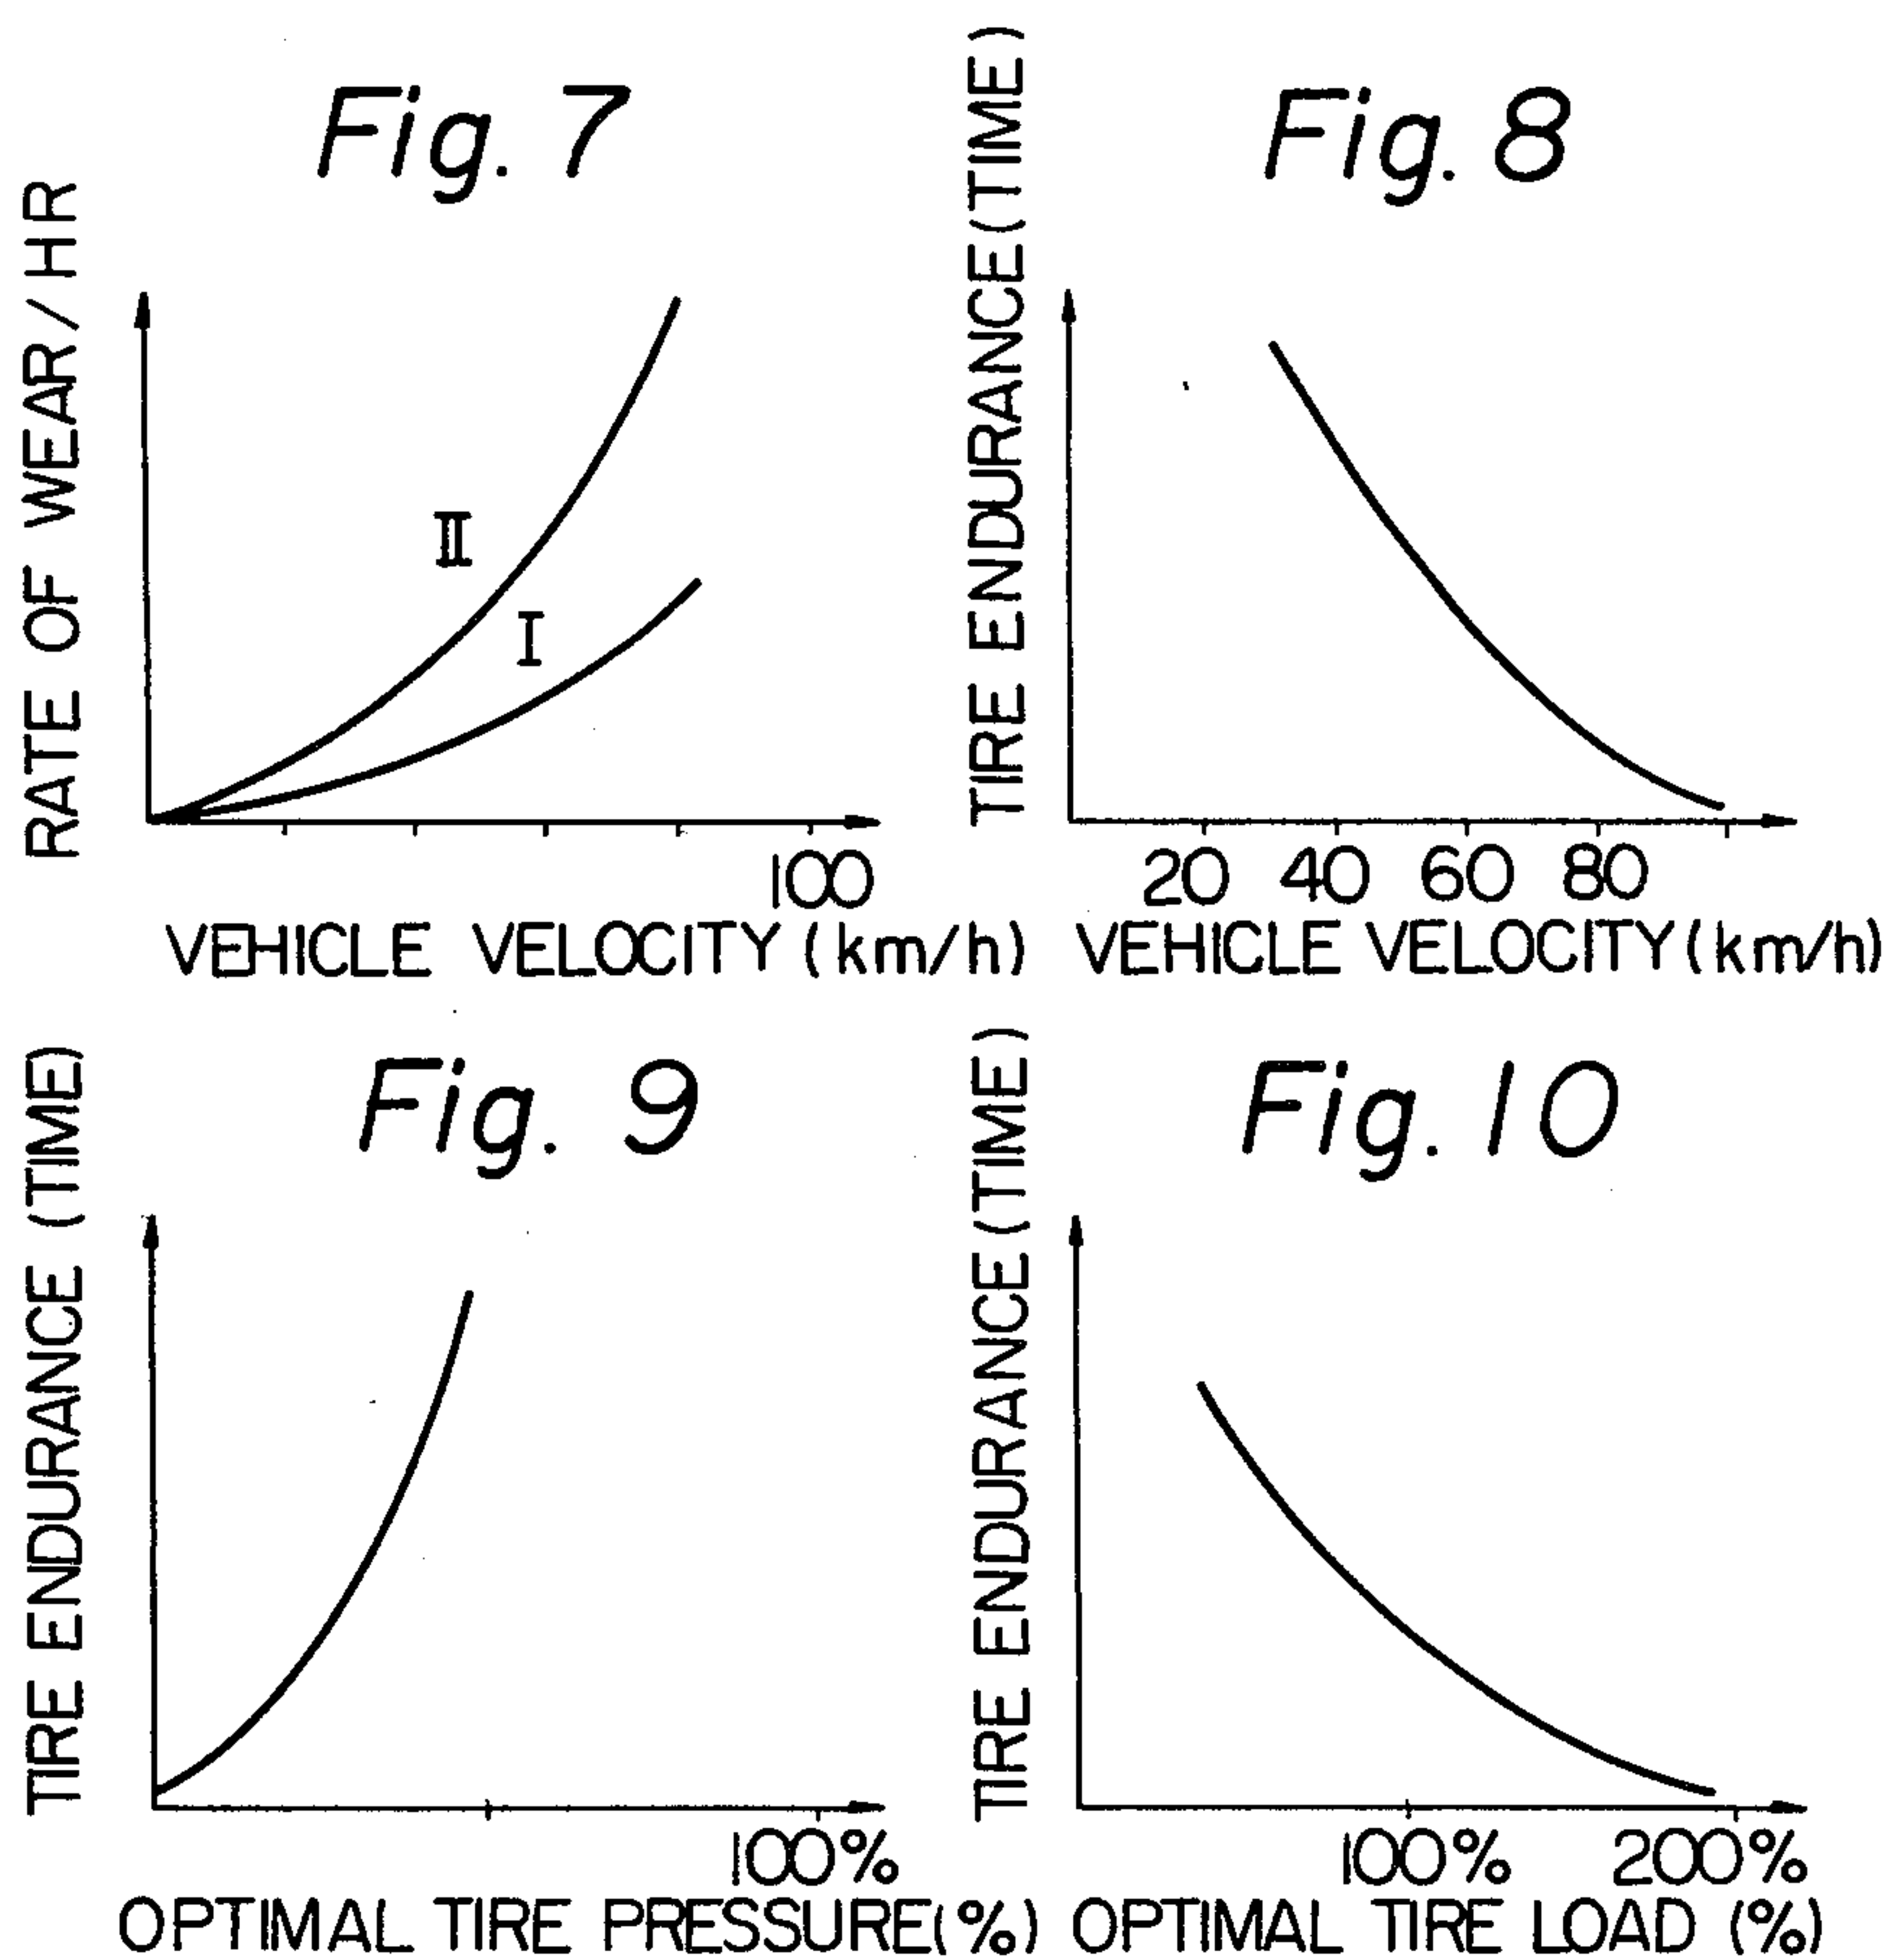 Fig. 7
RATE OF WEAR/HR
II
I
100
VEHICLE VELOCITY (km/h)
Fig. 8
TIRE ENDURANCE (TIME)
20 40 60 80
VEHICLE VELOCITY (km/h)
Fig. 9
TIRE ENDURANCE (TIME)
100%
OPTIMAL TIRE PRESSURE (%)
Fig. 10
TIRE ENDURANCE (TIME)
100% 200%
OPTIMAL TIRE LOAD (%)